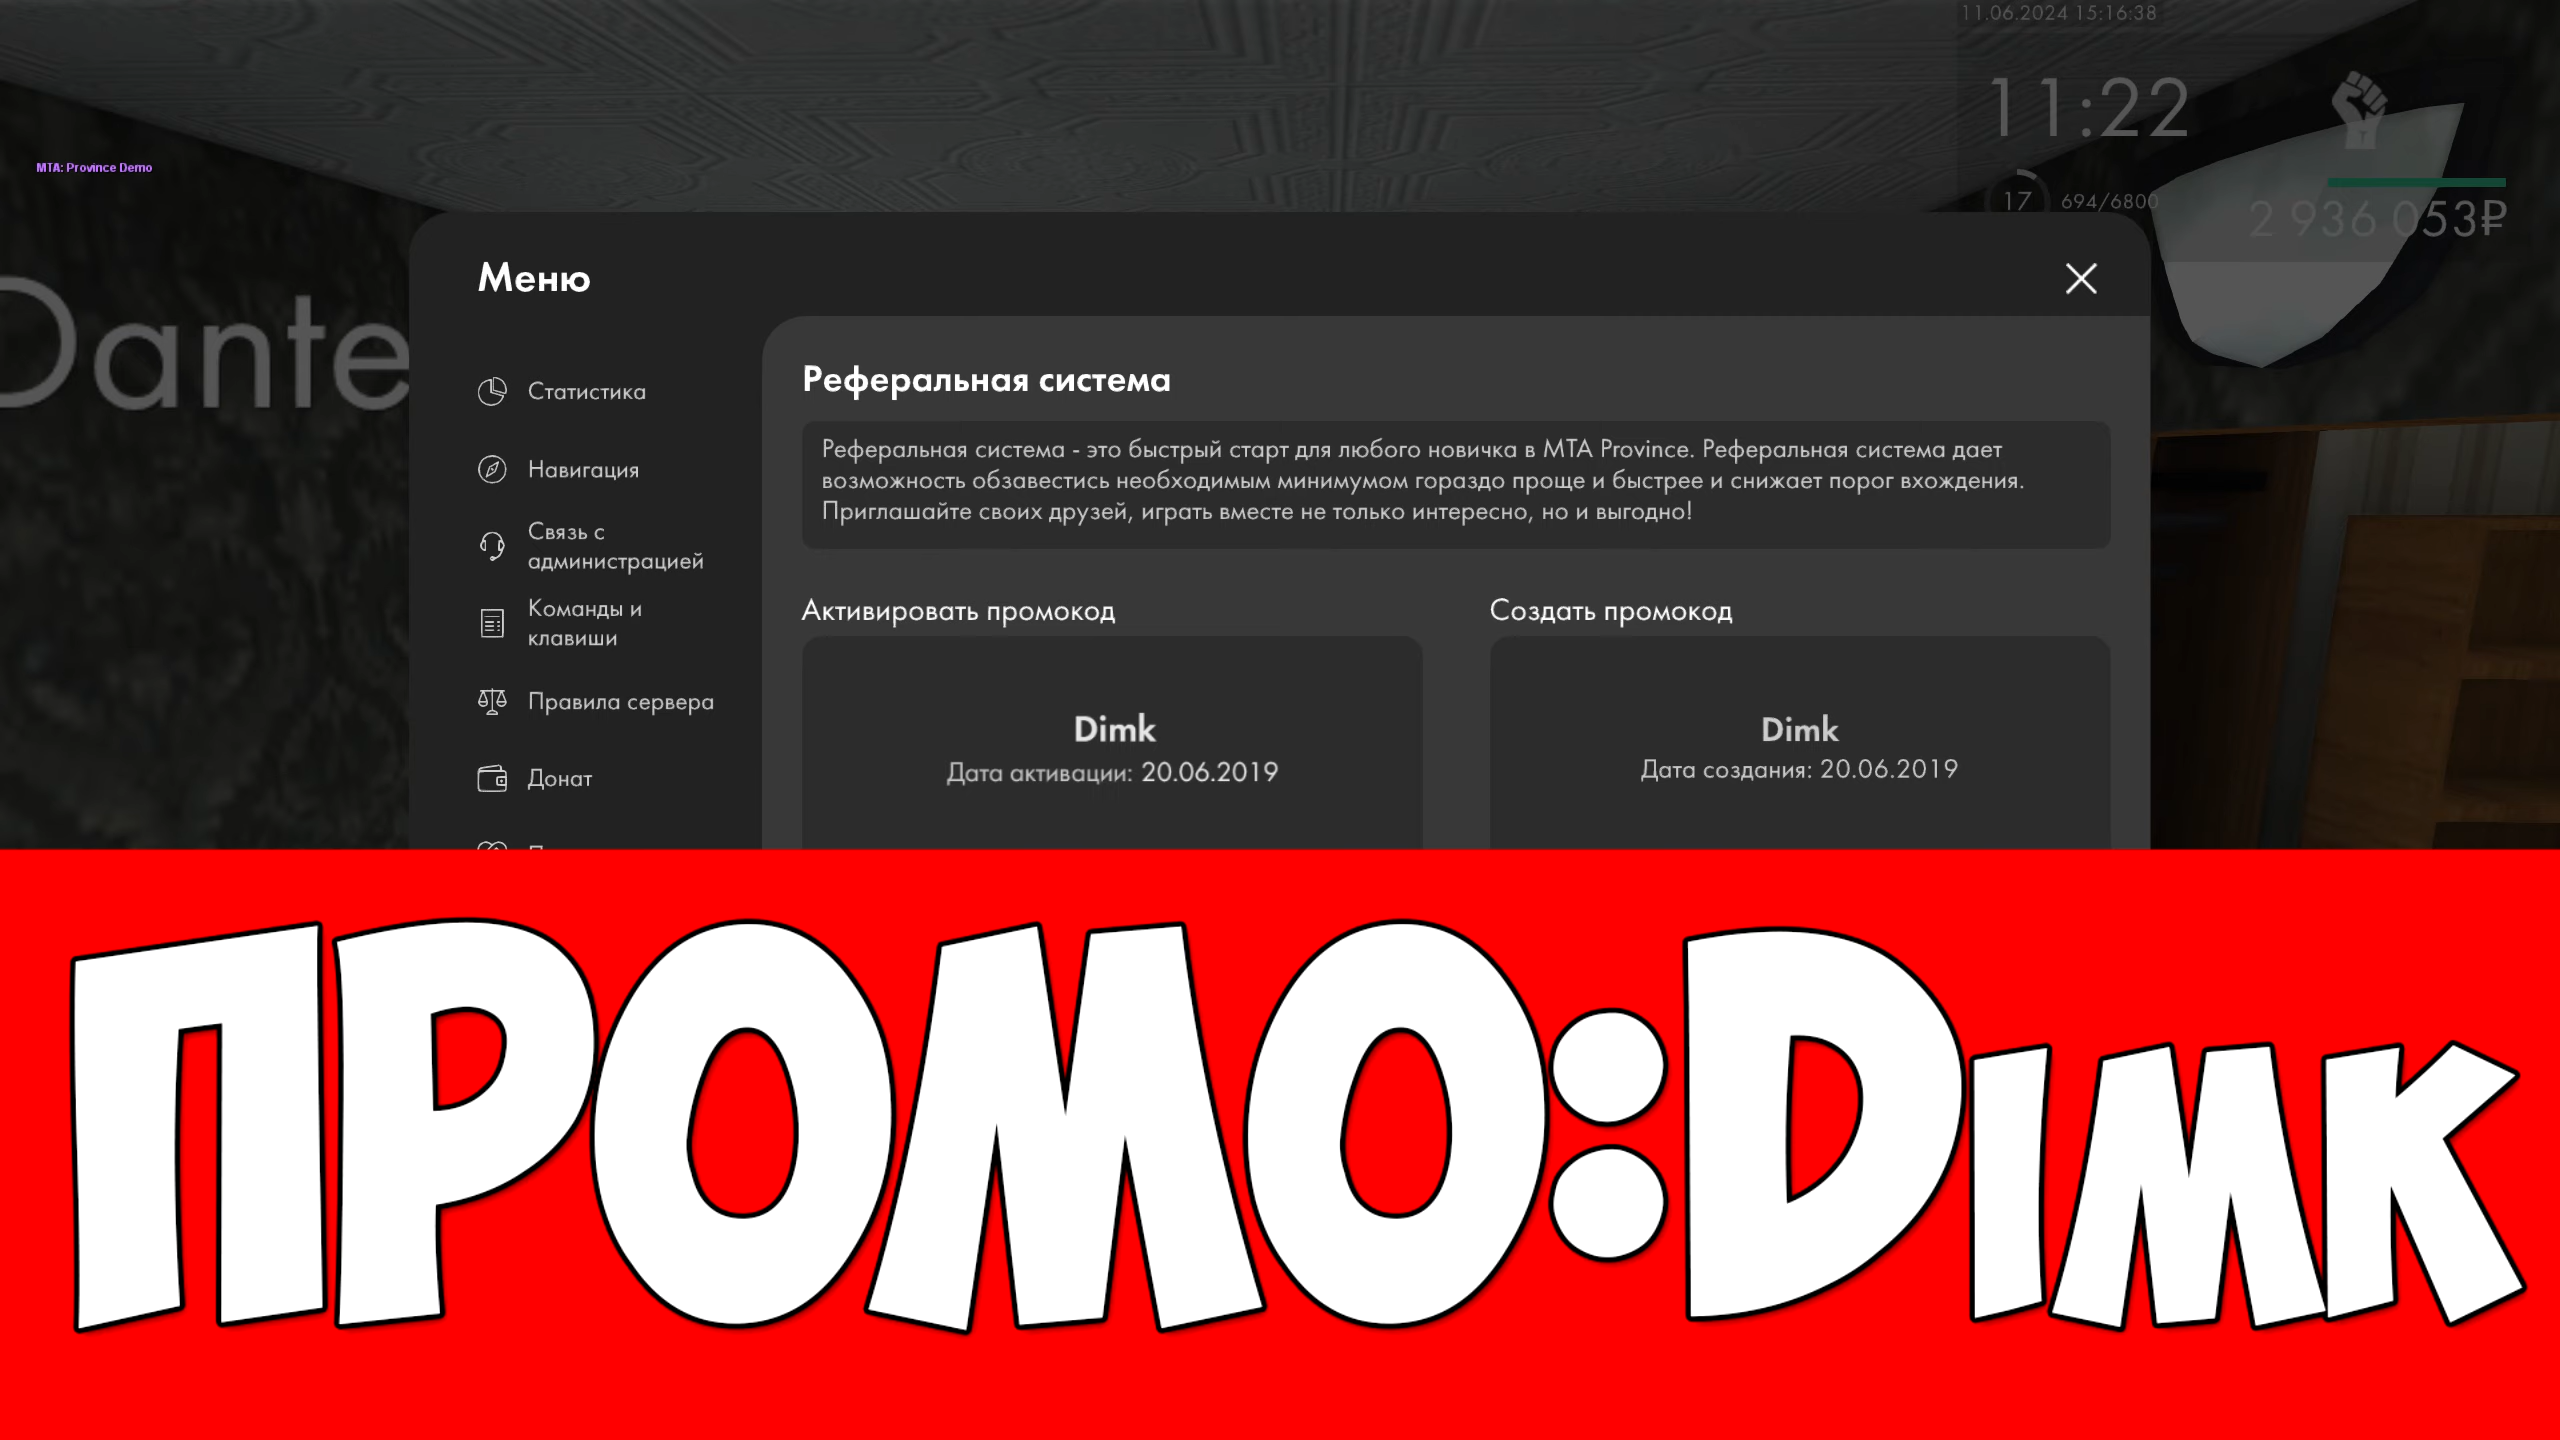 11.06.2024 15:16:38
11:22
MTA: Province Demo
17 694/6800
2 936 053₽
Меню
Dante
Реферальная система
Статистика
Реферальная система - это быстрый старт для любого новичка в MTA Province. Реферальная система дает
возможность обзавестись необходимым минимумом гораздо проще и быстрее и снижает порог вхождения.
Приглашайте своих друзей, играть вместе не только интересно, но и выгодно!
Навигация
Связь с
администрацией
Команды и
клавиши
Правила сервера
Донат
Активировать промокод
Dimk
Дата активации: 20.06.2019
Создать промокод
Dimk
Дата создания: 20.06.2019
ПРОМО:Dimk